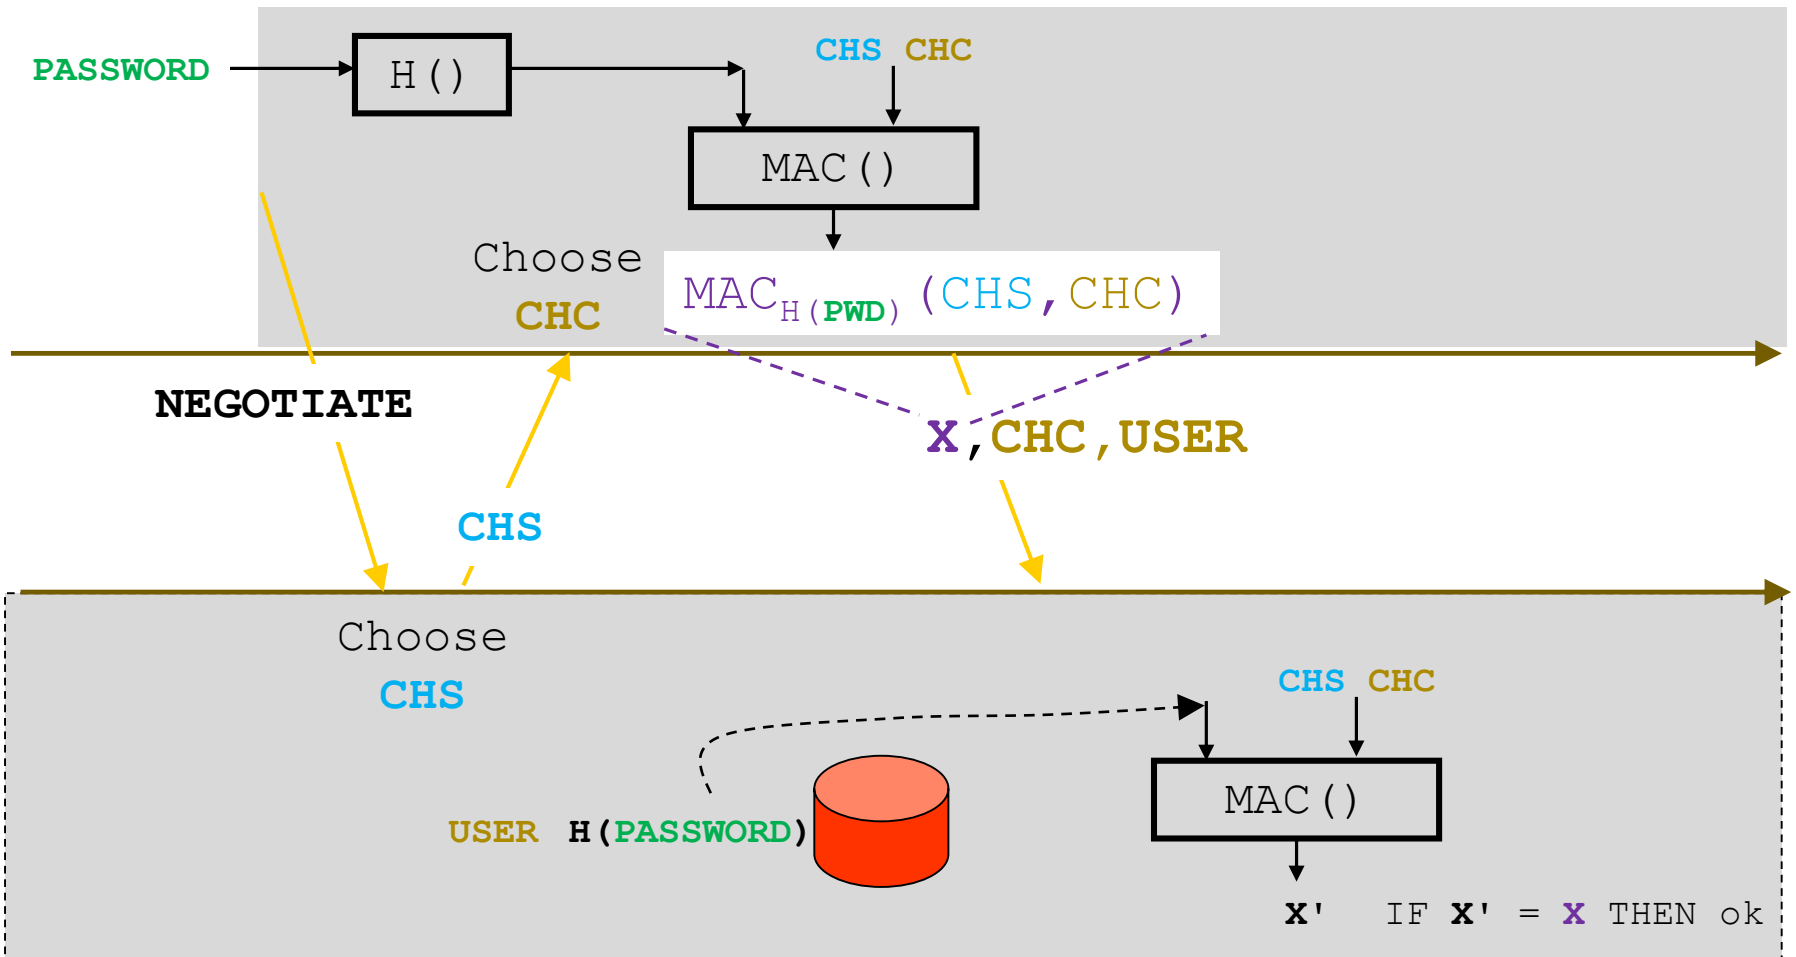 CHS CHC
PASSWORD
H()
MAC()
Choose
CHC
MACH(PWD)(CHS,CHC)
NEGOTIATE
X,CHC,USER
CHS
Choose
CHS
CHS CHC
MAC()
USER H(PASSWORD)
X' IF X' = X THEN ok